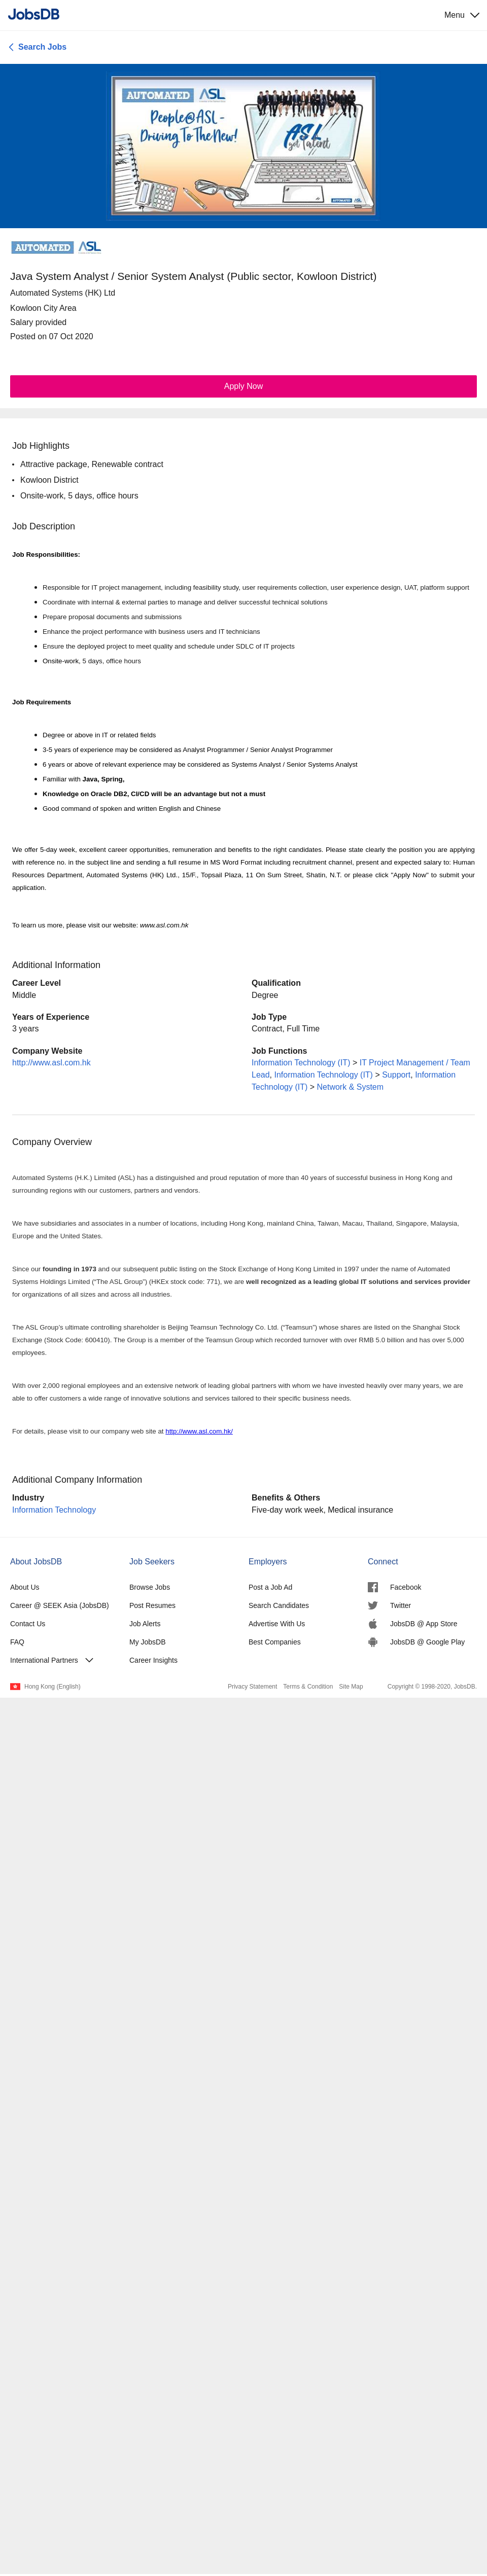 JobsDB
Menu
Search Jobs
AUTOMATED ASL
People@ASL -
Driving To The New!
ASL
got Talent
AUTOMATED ASL
AUTOMATED ASL
Java System Analyst / Senior System Analyst (Public sector, Kowloon District)
Automated Systems (HK) Ltd
Kowloon City Area
Salary provided
Posted on 07 Oct 2020
Apply Now
Job Highlights
• Attractive package, Renewable contract
• Kowloon District
• Onsite-work, 5 days, office hours
Job Description
Job Responsibilities:
• Responsible for IT project management, including feasibility study, user requirements collection, user experience design, UAT, platform support
• Coordinate with internal & external parties to manage and deliver successful technical solutions
• Prepare proposal documents and submissions
• Enhance the project performance with business users and IT technicians
• Ensure the deployed project to meet quality and schedule under SDLC of IT projects
• Onsite-work, 5 days, office hours
Job Requirements
• Degree or above in IT or related fields
• 3-5 years of experience may be considered as Analyst Programmer / Senior Analyst Programmer
• 6 years or above of relevant experience may be considered as Systems Analyst / Senior Systems Analyst
• Familiar with Java, Spring,
• Knowledge on Oracle DB2, CI/CD will be an advantage but not a must
• Good command of spoken and written English and Chinese
We offer 5-day week, excellent career opportunities, remuneration and benefits to the right candidates. Please state clearly the position you are applying
with reference no. in the subject line and sending a full resume in MS Word Format including recruitment channel, present and expected salary to: Human
Resources Department, Automated Systems (HK) Ltd., 15/F., Topsail Plaza, 11 On Sum Street, Shatin, N.T. or please click "Apply Now" to submit your
application.
To learn us more, please visit our website: www.asl.com.hk
Additional Information
Career Level
Middle
Qualification
Degree
Years of Experience
3 years
Job Type
Contract, Full Time
Company Website
http://www.asl.com.hk
Job Functions
Information Technology (IT) > IT Project Management / Team
Lead, Information Technology (IT) > Support, Information
Technology (IT) > Network & System
Company Overview
Automated Systems (H.K.) Limited (ASL) has a distinguished and proud reputation of more than 40 years of successful business in Hong Kong and
surrounding regions with our customers, partners and vendors.
We have subsidiaries and associates in a number of locations, including Hong Kong, mainland China, Taiwan, Macau, Thailand, Singapore, Malaysia,
Europe and the United States.
Since our founding in 1973 and our subsequent public listing on the Stock Exchange of Hong Kong Limited in 1997 under the name of Automated
Systems Holdings Limited ("The ASL Group") (HKEx stock code: 771), we are well recognized as a leading global IT solutions and services provider
for organizations of all sizes and across all industries.
The ASL Group's ultimate controlling shareholder is Beijing Teamsun Technology Co. Ltd. ("Teamsun") whose shares are listed on the Shanghai Stock
Exchange (Stock Code: 600410). The Group is a member of the Teamsun Group which recorded turnover with over RMB 5.0 billion and has over 5,000
employees.
With over 2,000 regional employees and an extensive network of leading global partners with whom we have invested heavily over many years, we are
able to offer customers a wide range of innovative solutions and services tailored to their specific business needs.
For details, please visit to our company web site at http://www.asl.com.hk/
Additional Company Information
Industry
Information Technology
Benefits & Others
Five-day work week, Medical insurance
About JobsDB
About Us
Career @ SEEK Asia (JobsDB)
Contact Us
FAQ
International Partners
Job Seekers
Browse Jobs
Post Resumes
Job Alerts
My JobsDB
Career Insights
Employers
Post a Job Ad
Search Candidates
Advertise With Us
Best Companies
Connect
Facebook
Twitter
JobsDB @ App Store
JobsDB @ Google Play
Hong Kong (English)
Privacy Statement Terms & Condition Site Map Copyright © 1998-2020, JobsDB.